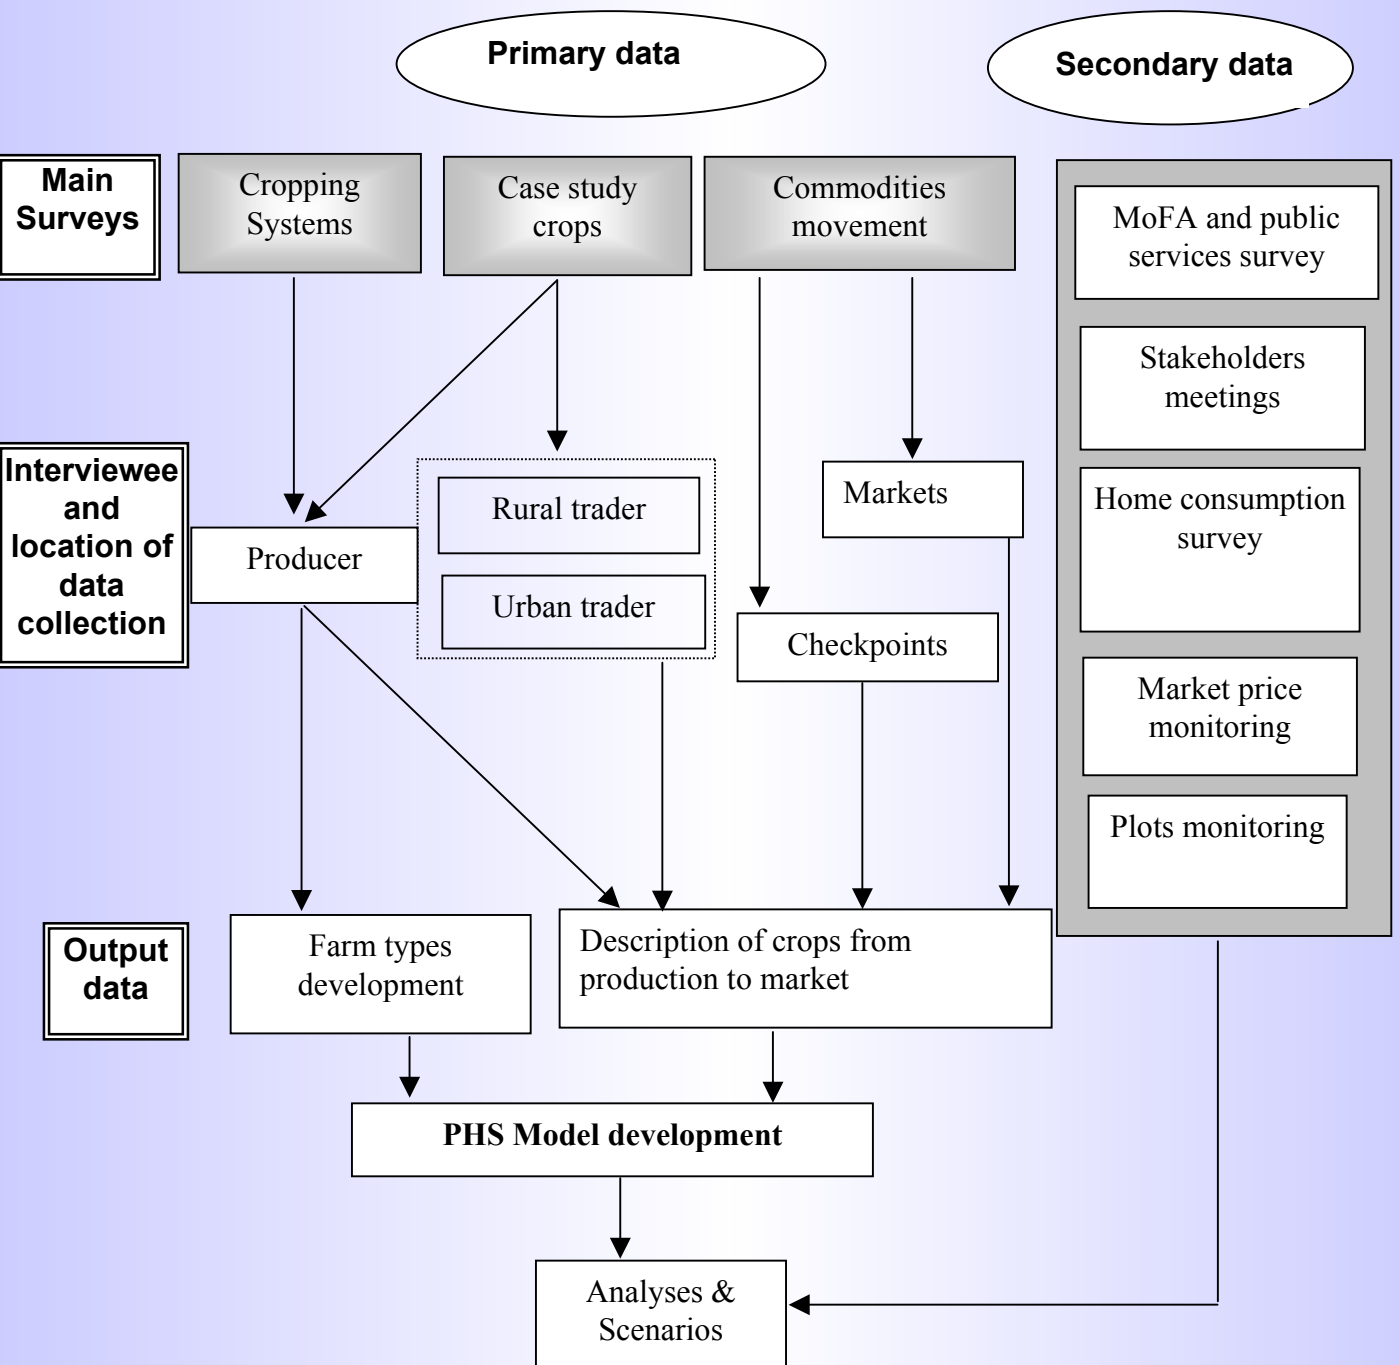 Primary data
Secondary data
Main
Surveys
Cropping
Systems
Case study
crops
Commodities
movement
MoFA and public
services survey
Stakeholders
meetings
Interviewee
and
location of
data
collection
Producer
Rural trader
Urban trader
Markets
Checkpoints
Home consumption
survey
Market price
monitoring
Plots monitoring
Output
data
Farm types
development
Description of crops from
production to market
PHS Model development
Analyses &
Scenarios